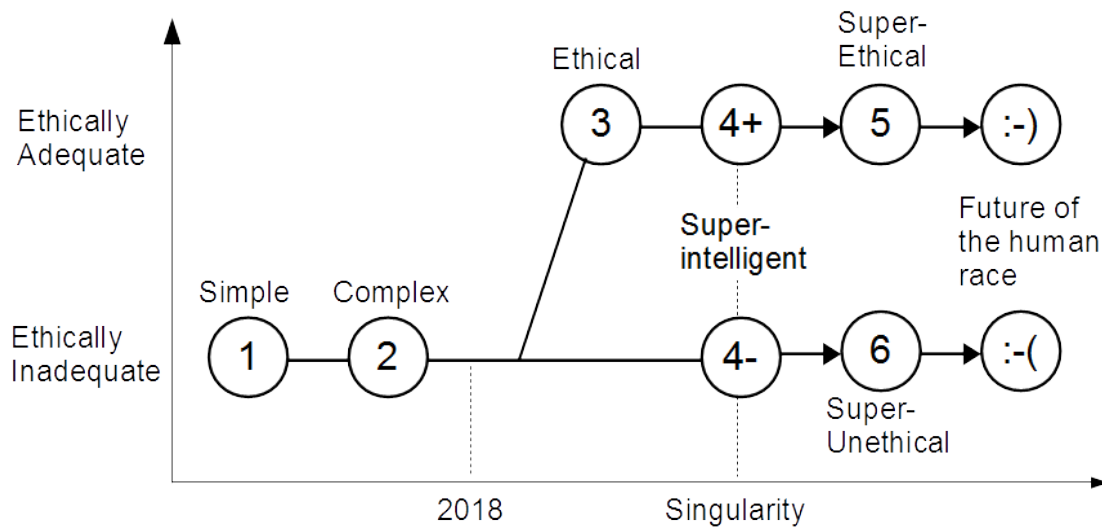 Super-
Ethical
Ethical
Ethically
Adequate
3
4+
5
:-)
Super-
intelligent
Future of
the human
race
Simple
Complex
Ethically
Inadequate
1
2
4-
6
:-(
Super-
Unethical
2018
Singularity